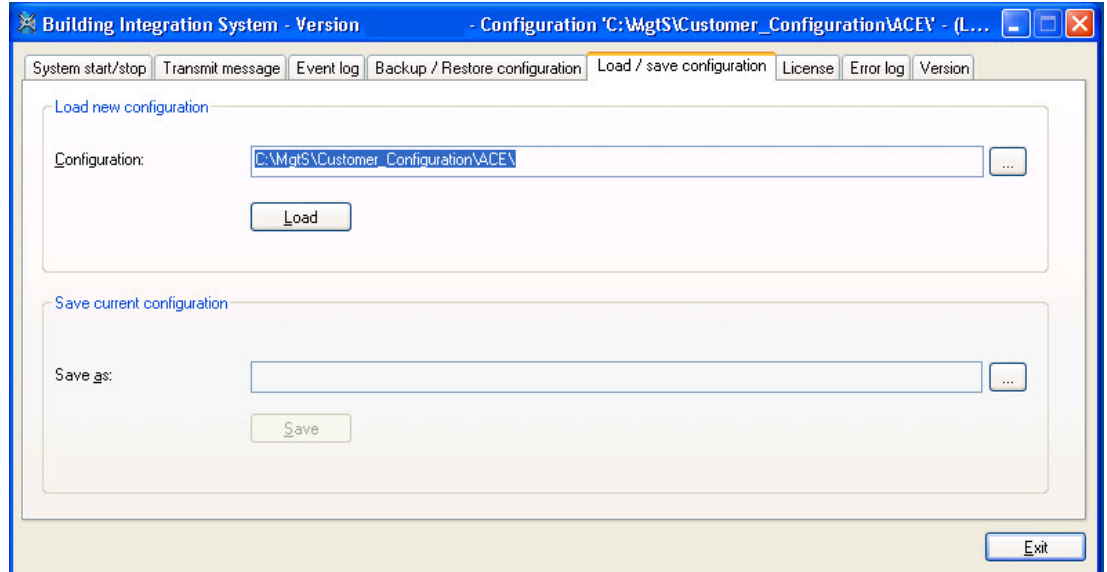 Building Integration System - Version - Configuration 'C:\MgtS\Customer_Configuration\ACE\' - (L...
System start/stop Transmit message Event log Backup / Restore configuration Load / save configuration License Error log Version
Load new configuration
Configuration: C:\MgtS\Customer_Configuration\ACE\ ...
Load
Save current configuration
Save as: ...
Save
Exit